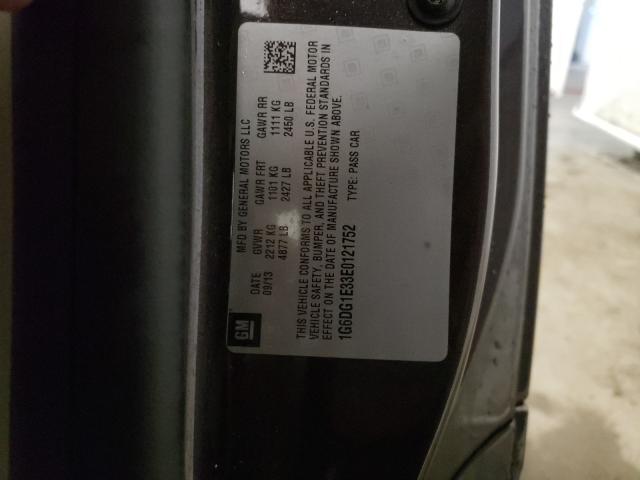 MFD BY GENERAL MOTORS LLC
DATE GVWR GAWR FRT GAWR RR
09/13 2212 KG 1101 KG 1111 KG
4877 LB 2427 LB 2450 LB
THIS VEHICLE CONFORMS TO ALL APPLICABLE U.S. FEDERAL MOTOR
VEHICLE SAFETY, BUMPER, AND THEFT PREVENTION STANDARDS IN
EFFECT ON THE DATE OF MANUFACTURE SHOWN ABOVE.
1G6DG1E33E0121752 TYPE: PASS CAR
GM